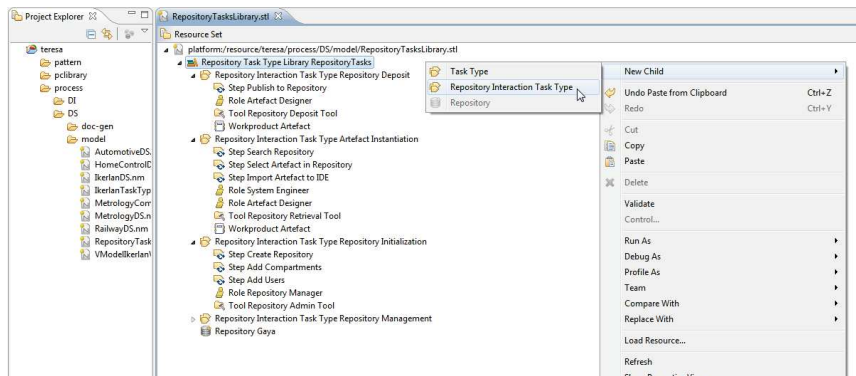 Project Explorer
teresa
pattern
pclibrary
process
DI
DS
doc-gen
model
AutomotiveDS.
HomeControlD
IkerlanDS.nm
IkerlanTaskTyp
MetrologyCom
MetrologyDS.n
RailwayDS.nm
RepositoryTask
VModelIkerlan
RepositoryTasksLibrary.stl
Resource Set
platform:/resource/teresa/process/DS/model/RepositoryTasksLibrary.stl
Repository Task Type Library RepositoryTasks
Repository Interaction Task Type Repository Deposit
Step Publish to Repository
Role Artefact Designer
Tool Repository Deposit Tool
Workproduct Artefact
Repository Interaction Task Type Artefact Instantiation
Step Search Repository
Step Select Artefact in Repository
Step Import Artefact to IDE
Role System Engineer
Role Artefact Designer
Tool Repository Retrieval Tool
Workproduct Artefact
Repository Interaction Task Type Repository Initialization
Step Create Repository
Step Add Compartments
Step Add Users
Role Repository Manager
Tool Repository Admin Tool
Repository Interaction Task Type Repository Management
Repository Gaya
Task Type
Repository Interaction Task Type
Repository
New Child
Undo Paste from Clipboard Ctrl+Z
Redo Ctrl+Y
Cut
Copy
Paste
Delete
Validate
Control...
Run As
Debug As
Profile As
Team
Compare With
Replace With
Load Resource...
Refresh